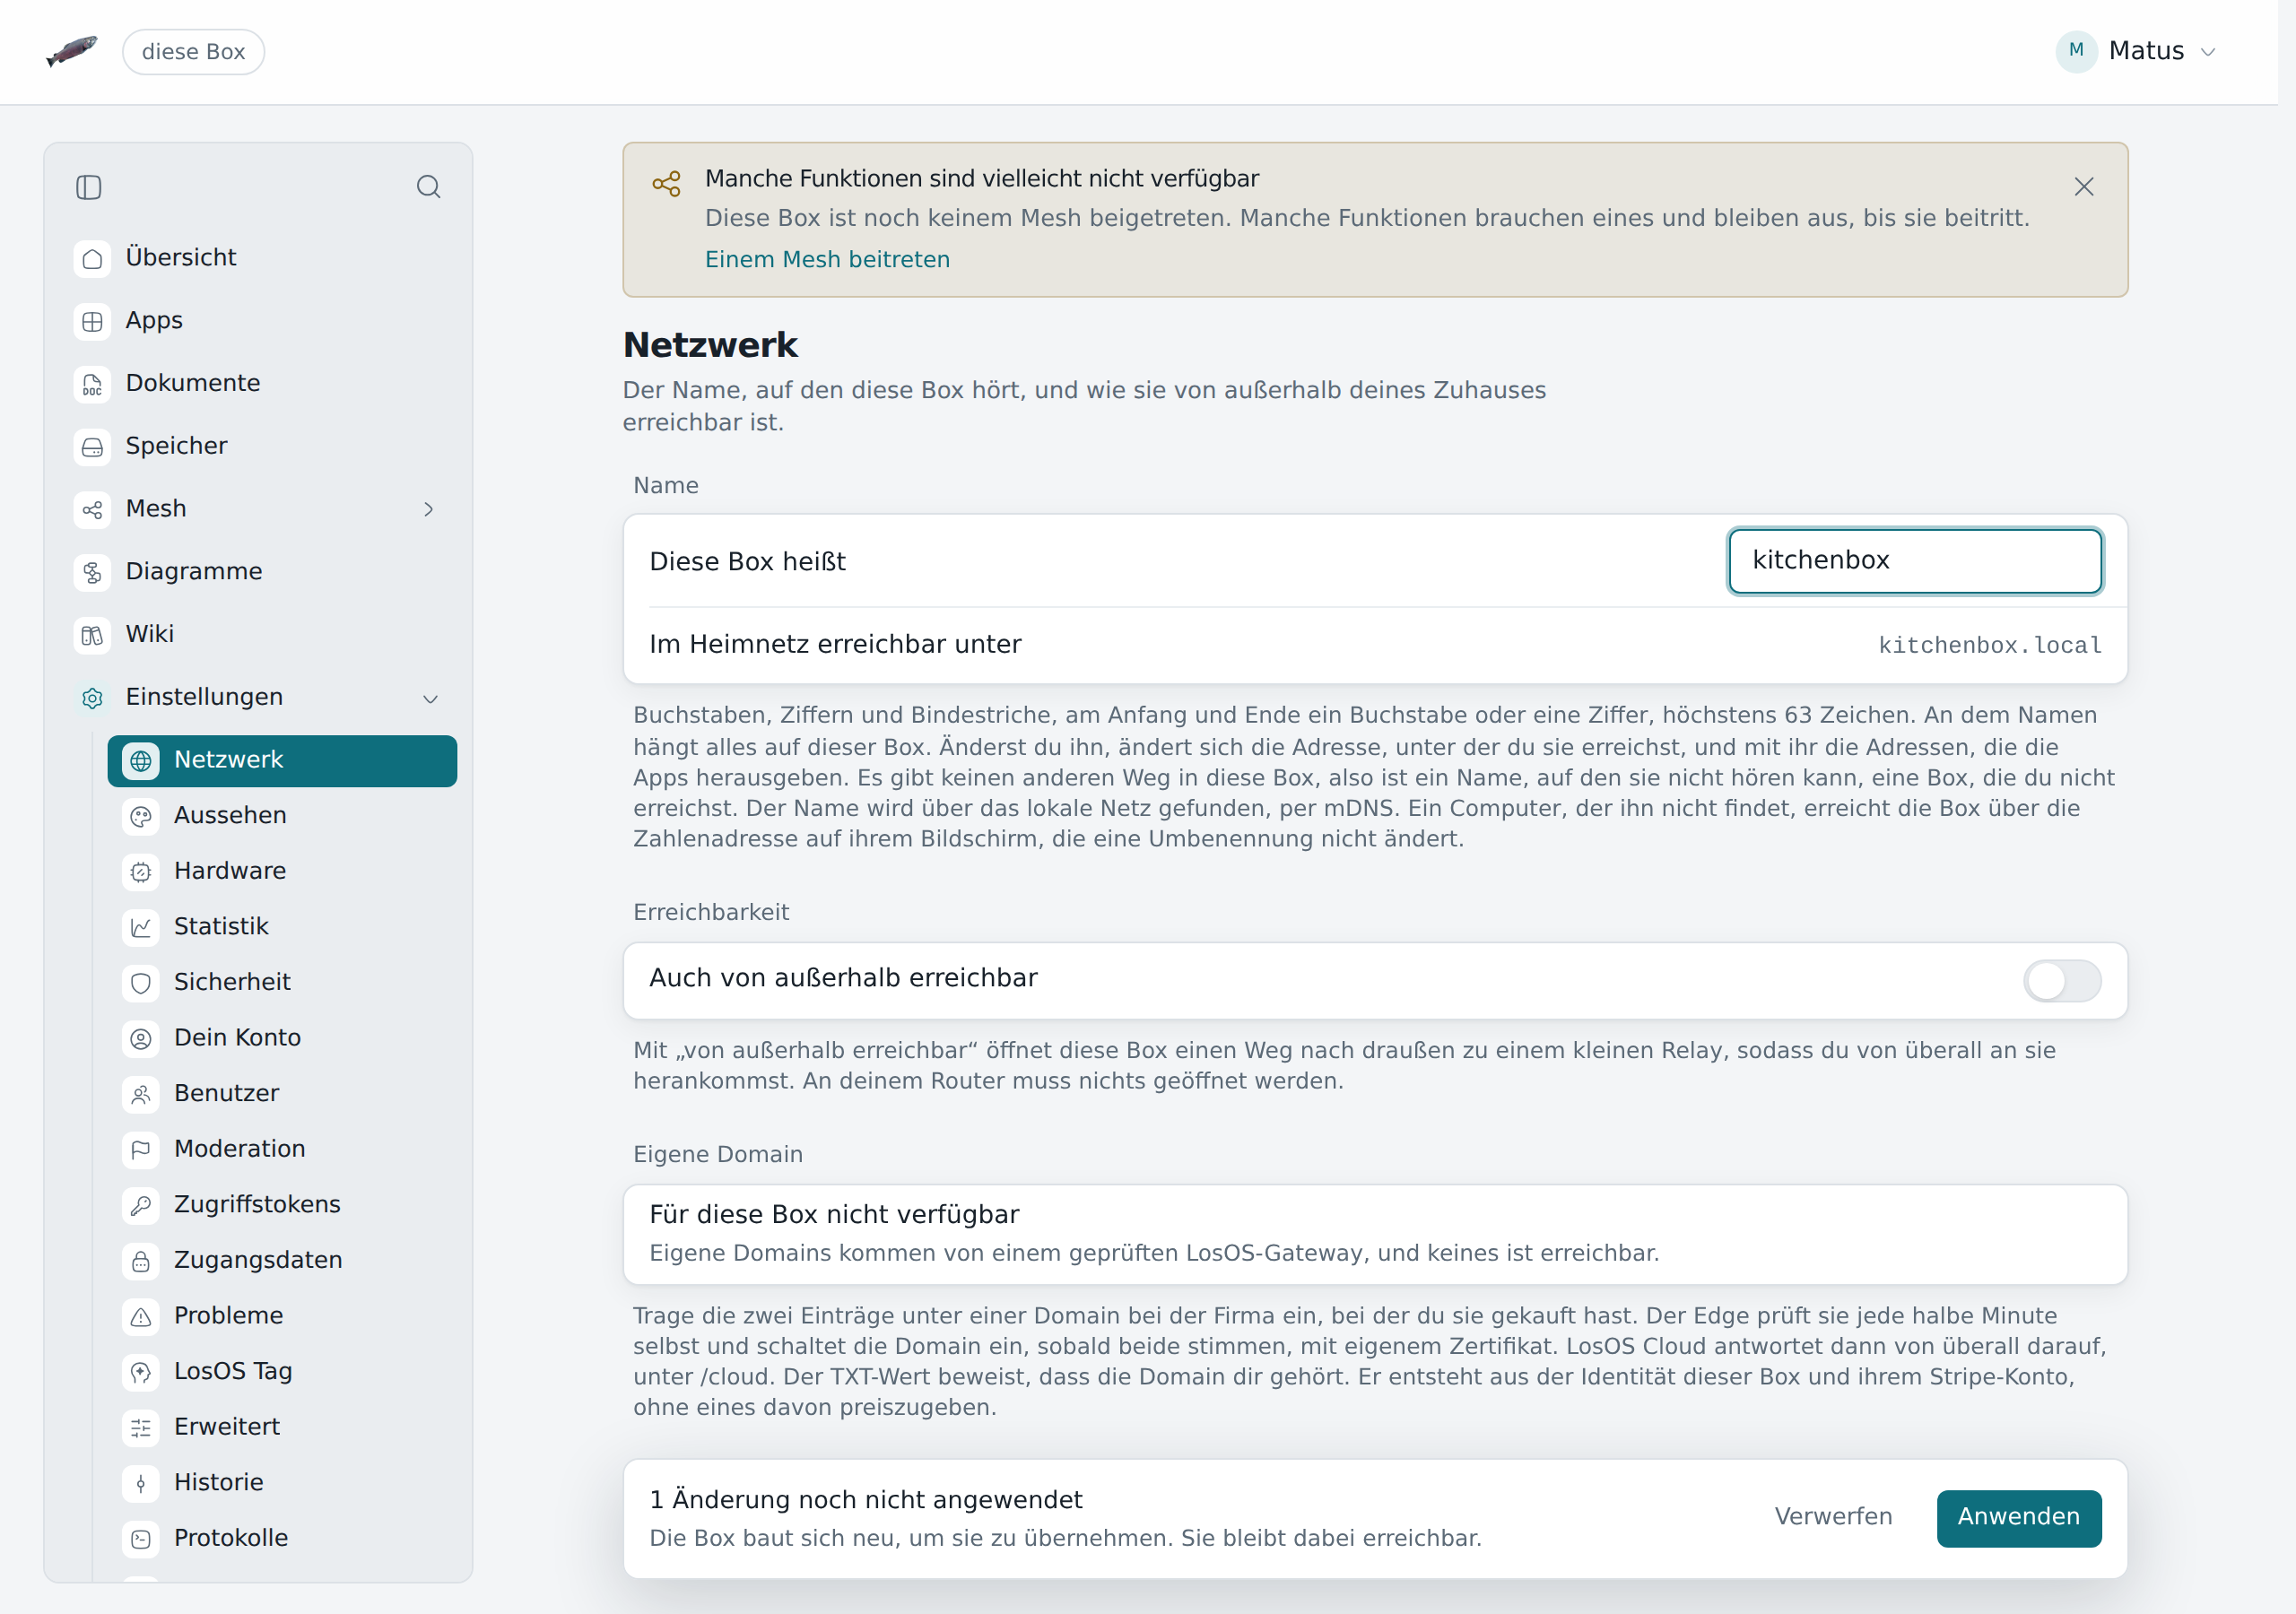 diese Box
M
Matus
Übersicht
Apps
Dokumente
Speicher
Mesh
Diagramme
Wiki
Einstellungen
Netzwerk
Aussehen
Hardware
Statistik
Sicherheit
Dein Konto
Benutzer
Moderation
Zugriffstokens
Zugangsdaten
Probleme
LosOS Tag
Erweitert
Historie
Protokolle
Manche Funktionen sind vielleicht nicht verfügbar
Diese Box ist noch keinem Mesh beigetreten. Manche Funktionen brauchen eines und bleiben aus, bis sie beitritt.
Einem Mesh beitreten
Netzwerk
Der Name, auf den diese Box hört, und wie sie von außerhalb deines Zuhauses
erreichbar ist.
Name
Diese Box heißt
kitchenbox
Im Heimnetz erreichbar unter
kitchenbox.local
Buchstaben, Ziffern und Bindestriche, am Anfang und Ende ein Buchstabe oder eine Ziffer, höchstens 63 Zeichen. An dem Namen
hängt alles auf dieser Box. Änderst du ihn, ändert sich die Adresse, unter der du sie erreichst, und mit ihr die Adressen, die die
Apps herausgeben. Es gibt keinen anderen Weg in diese Box, also ist ein Name, auf den sie nicht hören kann, eine Box, die du nicht
erreichst. Der Name wird über das lokale Netz gefunden, per mDNS. Ein Computer, der ihn nicht findet, erreicht die Box über die
Zahlenadresse auf ihrem Bildschirm, die eine Umbenennung nicht ändert.
Erreichbarkeit
Auch von außerhalb erreichbar
Mit „von außerhalb erreichbar“ öffnet diese Box einen Weg nach draußen zu einem kleinen Relay, sodass du von überall an sie
herankommst. An deinem Router muss nichts geöffnet werden.
Eigene Domain
Für diese Box nicht verfügbar
Eigene Domains kommen von einem geprüften LosOS-Gateway, und keines ist erreichbar.
Trage die zwei Einträge unter einer Domain bei der Firma ein, bei der du sie gekauft hast. Der Edge prüft sie jede halbe Minute
selbst und schaltet die Domain ein, sobald beide stimmen, mit eigenem Zertifikat. LosOS Cloud antwortet dann von überall darauf,
unter /cloud. Der TXT-Wert beweist, dass die Domain dir gehört. Er entsteht aus der Identität dieser Box und ihrem Stripe-Konto,
ohne eines davon preiszugeben.
1 Änderung noch nicht angewendet
Die Box baut sich neu, um sie zu übernehmen. Sie bleibt dabei erreichbar.
Verwerfen
Anwenden